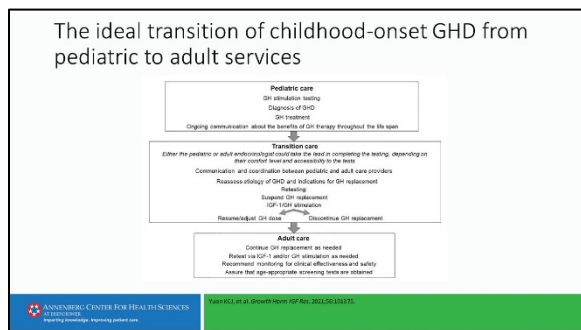 The ideal transition of childhood-onset GHD from
pediatric to adult services
Pediatric care
GH stimulation testing
Diagnosis of GHD
GH treatment
Ongoing communication about the benefits of GH therapy throughout the life span
Transition care
Either the pediatric or adult endocrinologist could take the lead in completing the testing, depending on
their comfort level and accessibility to the tests
Communication and coordination between pediatric and adult care providers
Reassess etiology of GHD and indications for GH replacement
Retesting
Suspend GH replacement
IGF-1/GH stimulation
Resume/adjust GH dose Discontinue GH replacement
Adult care
Continue GH replacement as needed
Retest via IGF-1 and/or GH stimulation as needed
Recommend monitoring for clinical effectiveness and safety
Assure that age-appropriate screening tests are obtained
ANNENBERG CENTER FOR HEALTH SCIENCES
AT EISENHOWER
Imparting knowledge. Improving patient care.
Yuen KCJ, et al. Growth Horm IGF Res. 2021;56:101375.